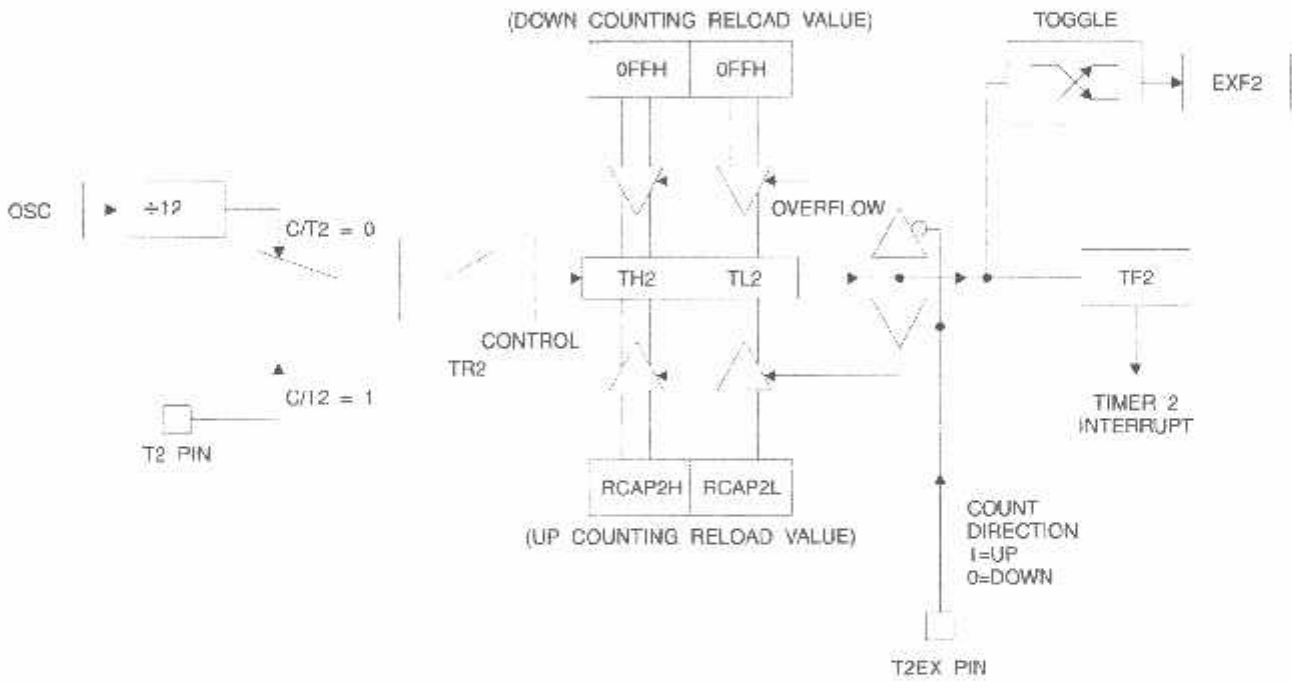 (DOWN COUNTING RELOAD VALUE)
TOGGLE
0FFH 0FFH
EXF2
OSC
÷12
OVERFLOW
C/T2 = 0
TH2 TL2
TF2
CONTROL
TR2
C/T2 = 1
TIMER 2
INTERRUPT
T2 PIN
RCAP2H RCAP2L
COUNT
DIRECTION
1=UP
0=DOWN
(UP COUNTING RELOAD VALUE)
T2EX PIN